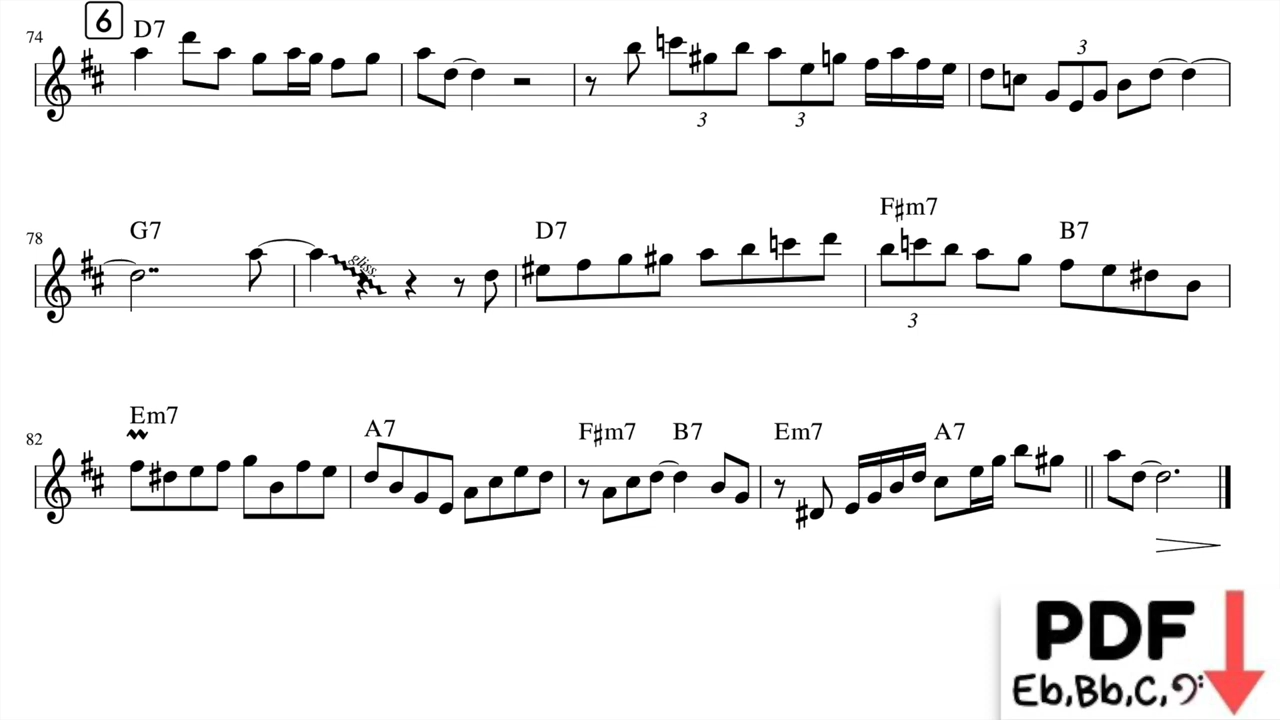 6 D7
74
3
3 3
G7 D7 F♯m7 B7
78
gliss.
3
Em7 A7 F♯m7 B7 Em7 A7
82
PDF
Eb,Bb,C,𝄢